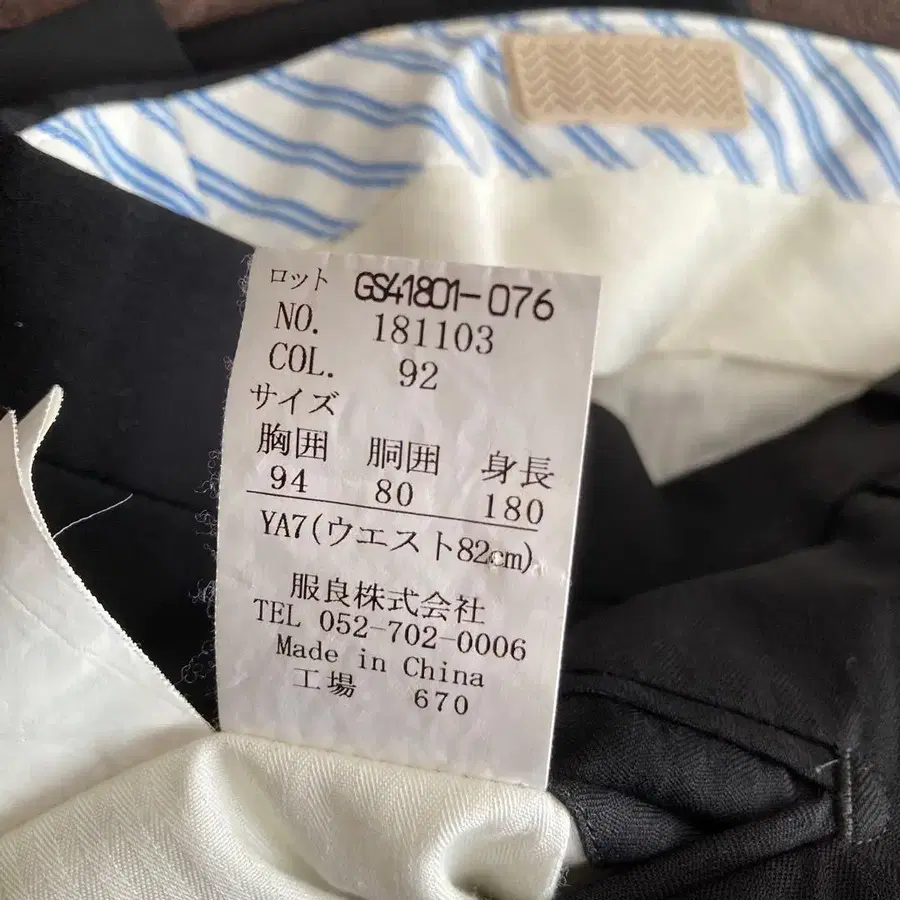 ロット GS41801-076
NO. 181103
COL. 92
サイズ
胸囲 胴囲 身長
94 80 180
YA7(ウエスト82cm)
服良株式会社
TEL 052-702-0006
Made in China
工場 670